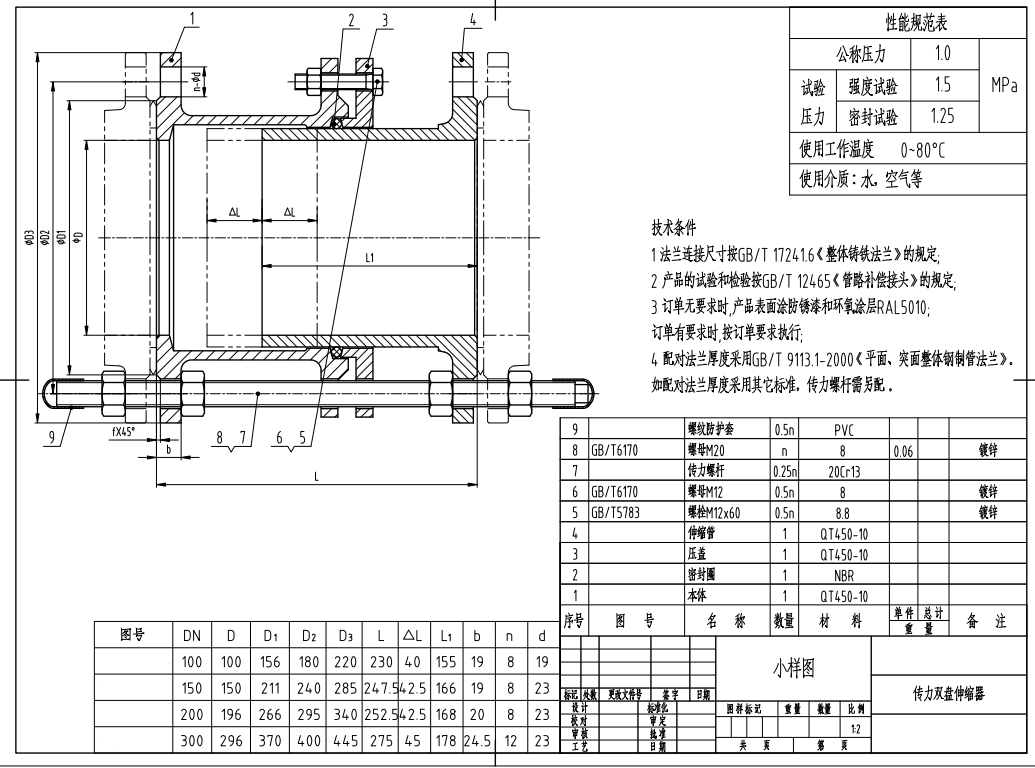 1
2
3
4
n-Φd
ΦD3
ΦD2
ΦD1
ΦD
△L
△L
L1
9
fX45°
b
8 7
6 5
L
性能规范表
公称压力 1.0
试验 强度试验 1.5 MPa
压力 密封试验 1.25
使用工作温度 0~80°C
使用介质:水，空气等
技术条件
1 法兰连接尺寸按GB/T 17241.6《整体铸铁法兰》的规定;
2 产品的试验和检验按GB/T 12465《管路补偿接头》的规定;
3 订单无要求时,产品表面涂防锈漆和环氧涂层RAL5010;
订单有要求时,按订单要求执行;
4 配对法兰厚度采用GB/T 9113.1-2000《平面、突面整体钢制管法兰》.
如配对法兰厚度采用其它标准，传力螺杆需另配.
9 螺纹防护套 0.5n PVC
8 GB/T6170 螺母M20 n 8 0.06 镀锌
7 传力螺杆 0.25n 20Cr13
6 GB/T6170 螺母M12 0.5n 8 镀锌
5 GB/T5783 螺栓M12x60 0.5n 8.8 镀锌
4 伸缩管 1 QT450-10
3 压盖 1 QT450-10
2 密封圈 1 NBR
1 本体 1 QT450-10
序号 图 号 名 称 数量 材 料 单件 总计 重 量 备 注
图号 DN D D1 D2 D3 L △L L1 b n d
100 100 156 180 220 230 40 155 19 8 19
150 150 211 240 285 247.5 42.5 166 19 8 23
200 196 266 295 340 252.5 42.5 168 20 8 23
300 296 370 400 445 275 45 178 24.5 12 23
小样图
传力双盘伸缩器
标记 处数 更改文件号 签字 日期
设计 标准化 图样标记 重量 数量 比例
校对 审定 1:2
审核 批准
工艺 日期 共 页 第 页